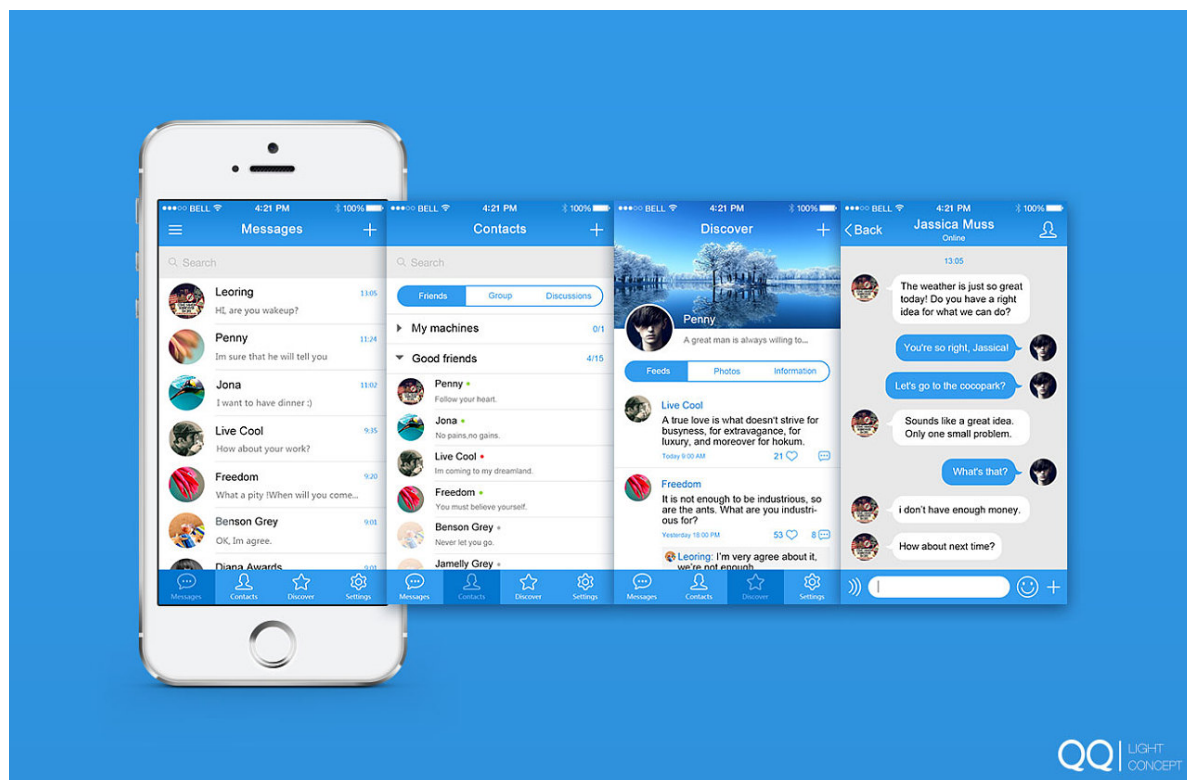 BELL 4:21 PM 100%
Messages
Search
Leoring 13:05
HI, are you wakeup?
Penny 11:24
Im sure that he will tell you
Jona 11:02
I want to have dinner :)
Live Cool 9:35
How about your work?
Freedom 9:20
What a pity !When will you come...
Benson Grey 9:01
OK, Im agree.
Diana Awards 9:01
Messages Contacts Discover Settings
BELL 4:21 PM 100%
Contacts
Search
Friends Group Discussions
My machines 0/1
Good friends 4/15
Penny
Follow your heart.
Jona
No pains,no gains.
Live Cool
Im coming to my dreamland.
Freedom
You must believe yourself.
Benson Grey
Never let you go.
Jamelly Grey
Messages Contacts Discover Settings
BELL 4:21 PM 100%
Discover
Penny
A great man is always willing to...
Feeds Photos Information
Live Cool
A true love is what doesn't strive for
busyness, for extravagance, for
luxury, and moreover for hokum.
Today 9:00 AM 21
Freedom
It is not enough to be industrious, so
are the ants. What are you industri-
ous for?
Yesterday 19:00 PM 53 8
Leoring: I'm very agree about it,
we're not enough
Messages Contacts Discover Settings
BELL 4:21 PM 100%
Back Jassica Muss
Online
13:05
The weather is just so great
today! Do you have a right
idea for what we can do?
You're so right, Jassica!
Let's go to the cocopark?
Sounds like a great idea.
Only one small problem.
What's that?
i don't have enough money.
How about next time?
QQ LIGHT
CONCEPT